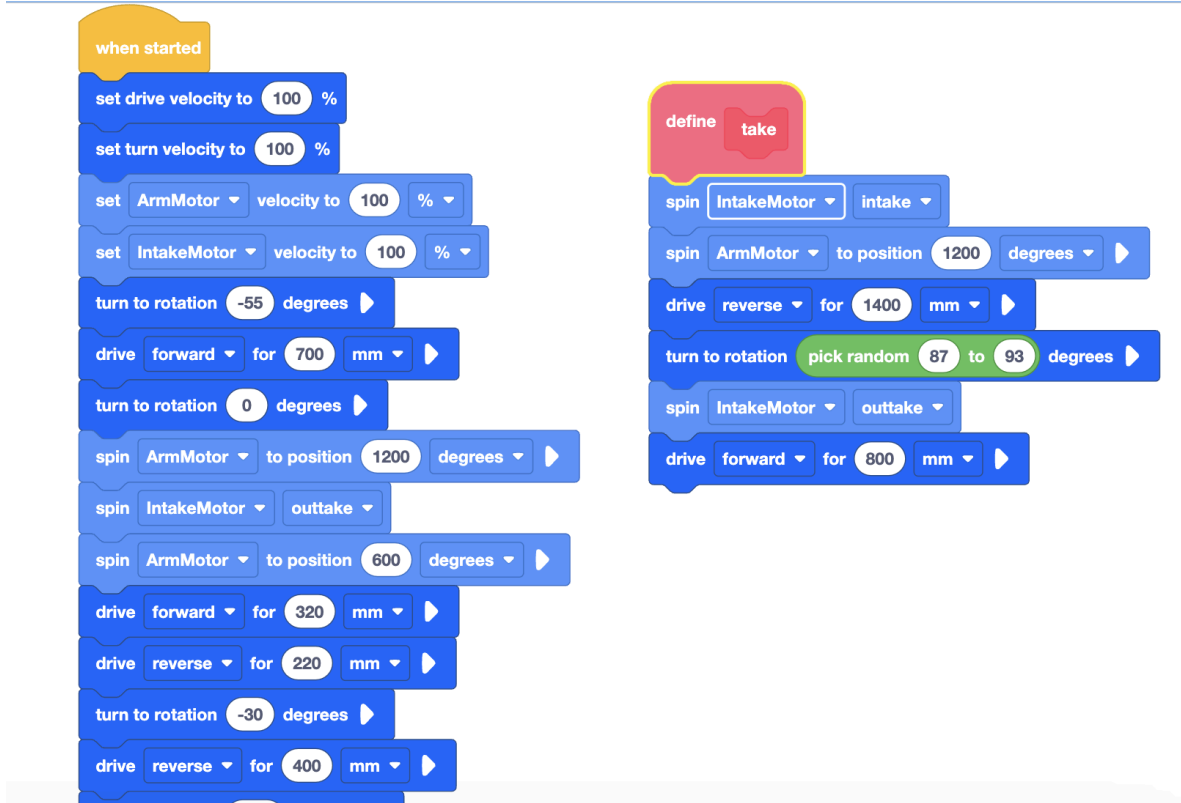 when started
set drive velocity to 100 %
set turn velocity to 100 %
set ArmMotor velocity to 100 %
set IntakeMotor velocity to 100 %
turn to rotation -55 degrees
drive forward for 700 mm
turn to rotation 0 degrees
spin ArmMotor to position 1200 degrees
spin IntakeMotor outtake
spin ArmMotor to position 600 degrees
drive forward for 320 mm
drive reverse for 220 mm
turn to rotation -30 degrees
drive reverse for 400 mm
define take
spin IntakeMotor intake
spin ArmMotor to position 1200 degrees
drive reverse for 1400 mm
turn to rotation pick random 87 to 93 degrees
spin IntakeMotor outtake
drive forward for 800 mm